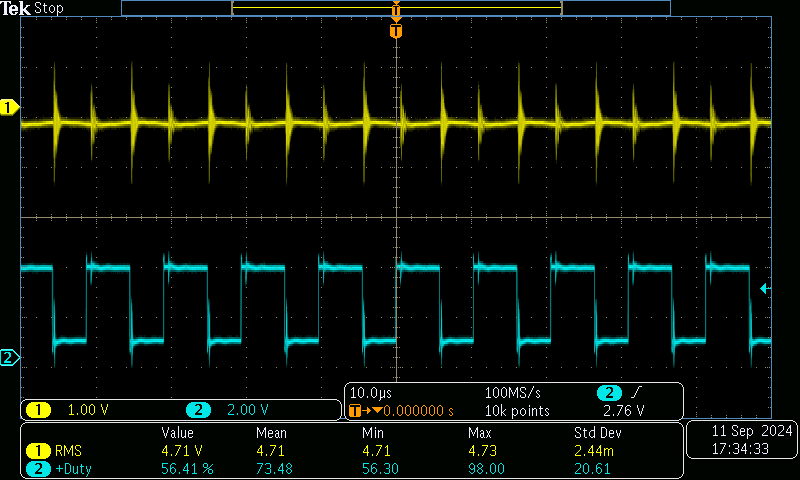 Tek Stop
T
T
1
2
10.0µs 100MS/s 2
T→▼0.000000 s 10k points 2.76 V
1 1.00 V 2 2.00 V
Value Mean Min Max Std Dev
1 RMS 4.71 V 4.71 4.71 4.73 2.44m
2 +Duty 56.41 % 73.48 56.30 98.00 20.61
11 Sep 2024
17:34:33